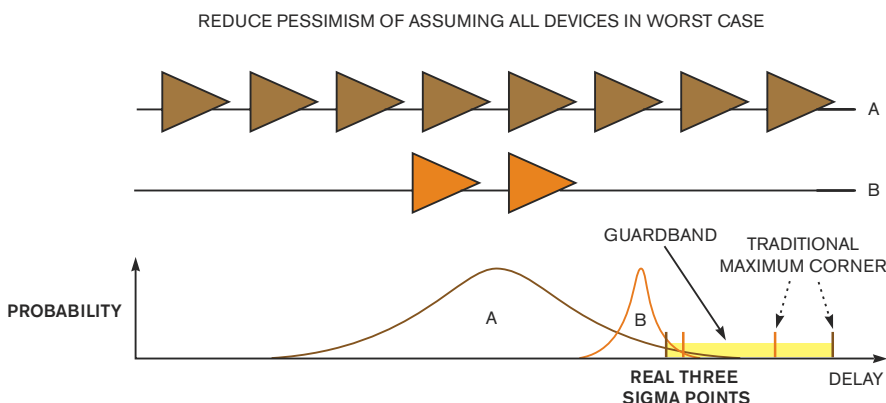 REDUCE PESSIMISM OF ASSUMING ALL DEVICES IN WORST CASE
A
B
GUARDBAND
TRADITIONAL
MAXIMUM CORNER
PROBABILITY
A
B
REAL THREE
SIGMA POINTS
DELAY